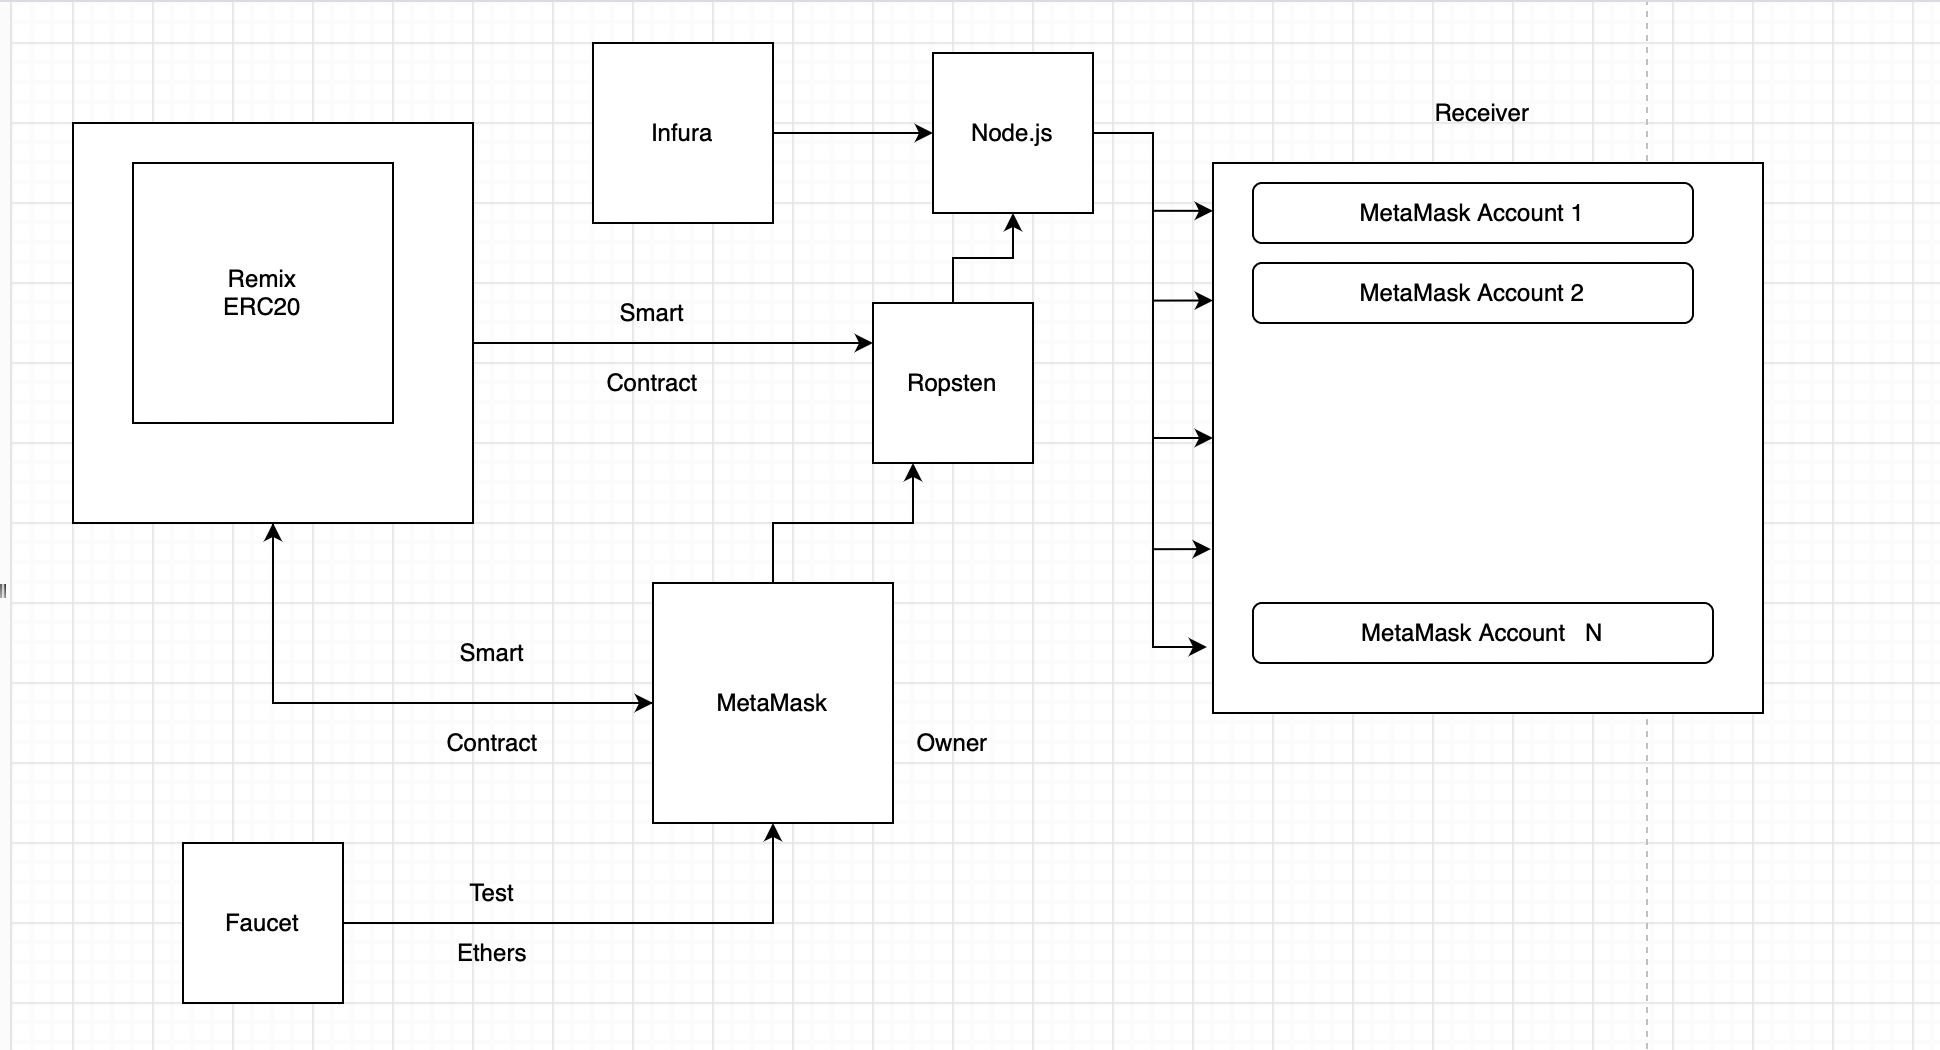 Infura
Node.js
Receiver
Remix
ERC20
MetaMask Account 1
MetaMask Account 2
Smart
Contract
Ropsten
MetaMask Account N
Smart
Contract
MetaMask
Owner
Faucet
Test
Ethers